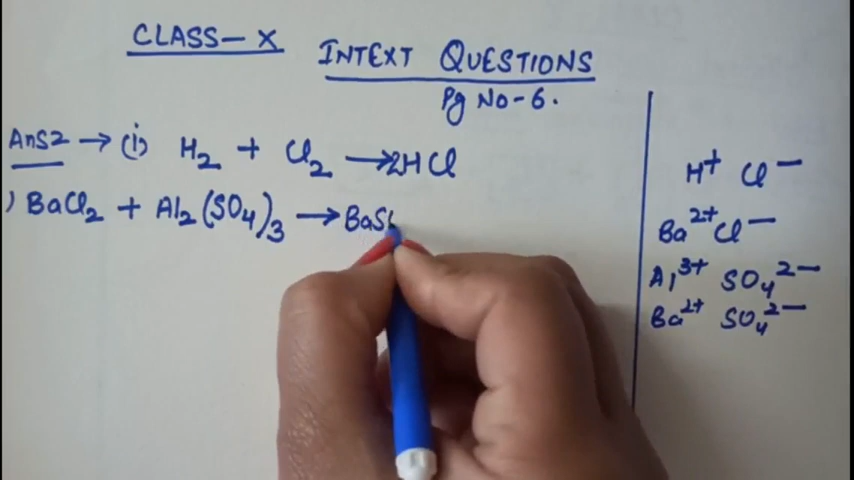 CLASS-X
INTEXT QUESTIONS
Pg No-6.
Ans2 → (i) H₂ + Cl₂ → 2HCl
) BaCl₂ + Al₂(SO₄)₃ → BaS
H⁺ Cl⁻
Ba²⁺ Cl⁻
Al³⁺ SO₄²⁻
Ba²⁺ SO₄²⁻